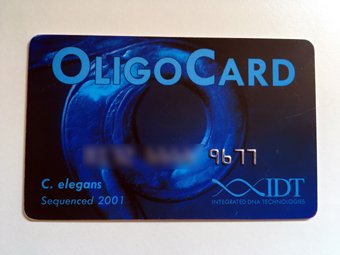 OLIGOCARD
9677
C. elegans
Sequenced 2001
IDT
INTEGRATED DNA TECHNOLOGIES